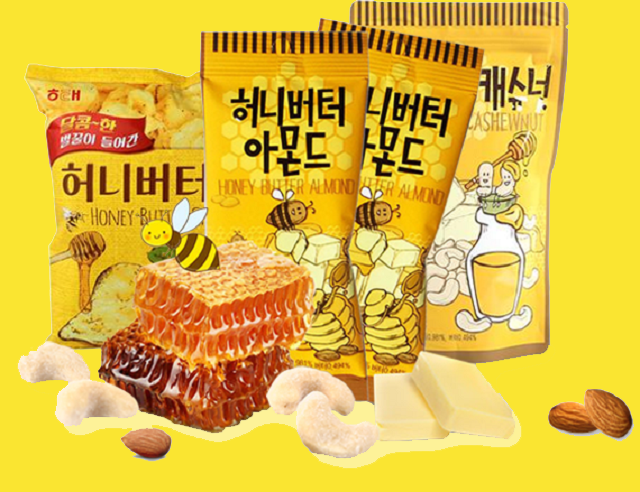 해태
달콤~한
벌꿀이 들어간
허니버터
HONEY BUTT
허니버터
아몬드
HONEY BUTTER ALMOND
허니버터
아몬드
HONEY BUTTER ALMOND
캐슈넛
CASHEWNUT